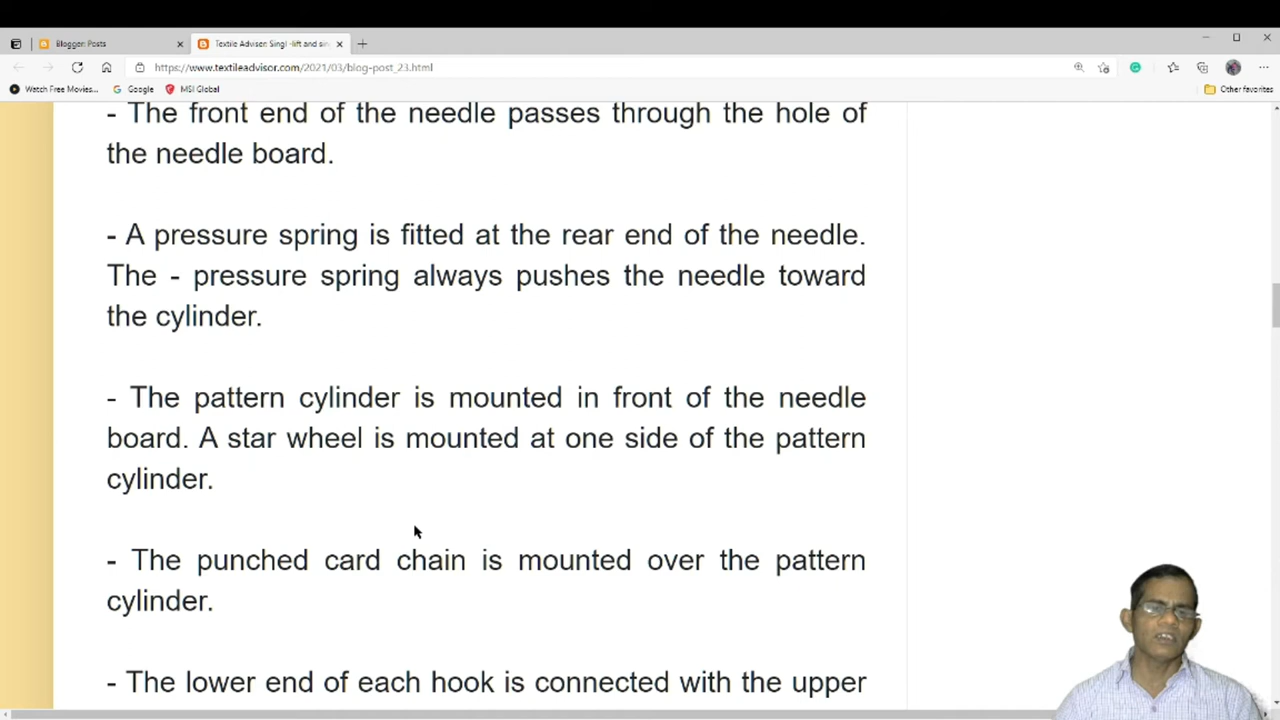 Blogger: Posts
Textile Adviser: Singl -lift and sin
https://www.textileadvisor.com/2021/03/blog-post_23.html
Watch Free Movies...
Google
MSI Global
Other favorites
- The front end of the needle passes through the hole of
the needle board.
- A pressure spring is fitted at the rear end of the needle.
The - pressure spring always pushes the needle toward
the cylinder.
- The pattern cylinder is mounted in front of the needle
board. A star wheel is mounted at one side of the pattern
cylinder.
- The punched card chain is mounted over the pattern
cylinder.
- The lower end of each hook is connected with the upper